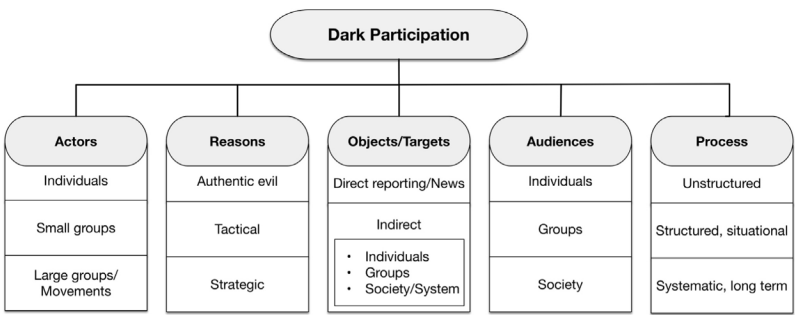 Dark Participation
Actors
Individuals
Small groups
Large groups/
Movements
Reasons
Authentic evil
Tactical
Strategic
Objects/Targets
Direct reporting/News
Indirect
• Individuals
• Groups
• Society/System
Audiences
Individuals
Groups
Society
Process
Unstructured
Structured, situational
Systematic, long term